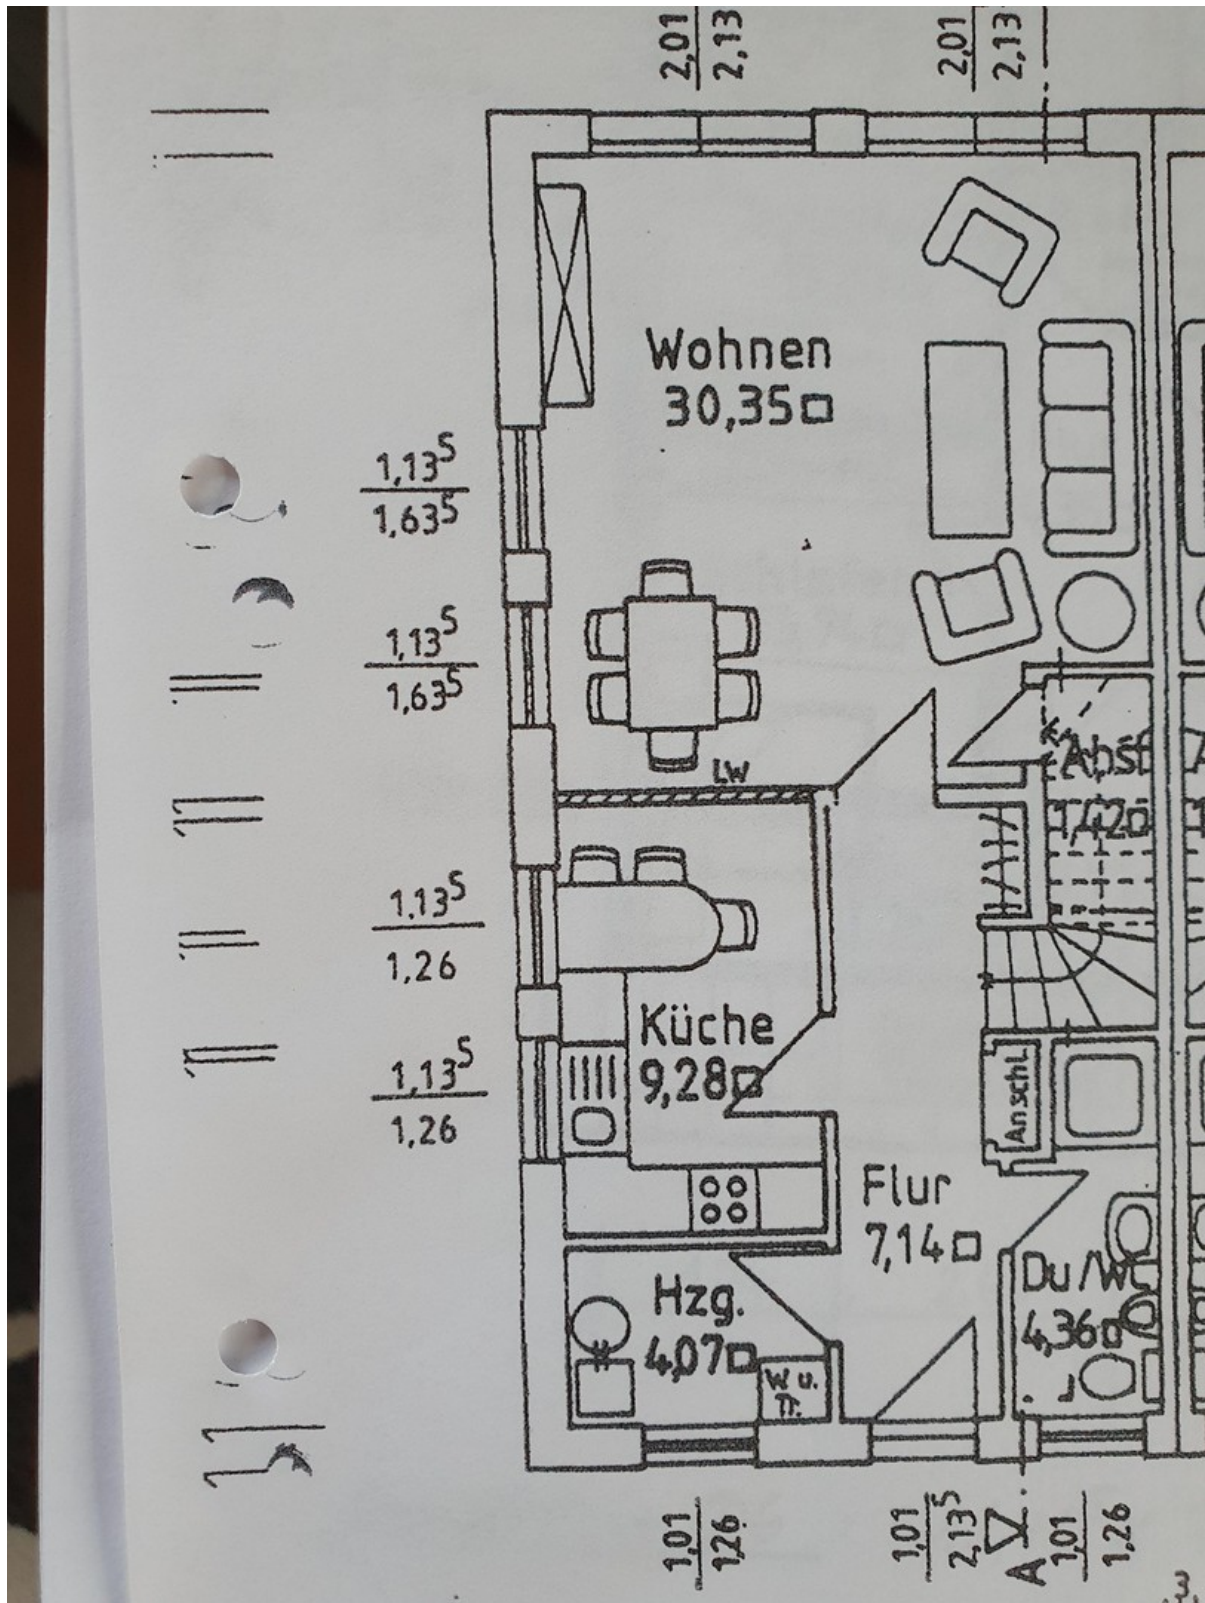 2,01
2,13
2,01
2,13
Wohnen
30,35
1,13⁵
1,63⁵
1,13⁵
1,63⁵
LW
Abst
1,13⁵
1,26
Küche
9,28
1,13⁵
1,26
Anschl.
Flur
7,14
Hzg.
4,07
W u.
Tr.
Du/WC
4,36
1,01
1,26
1,01
2,13⁵
A
1,01
1,26